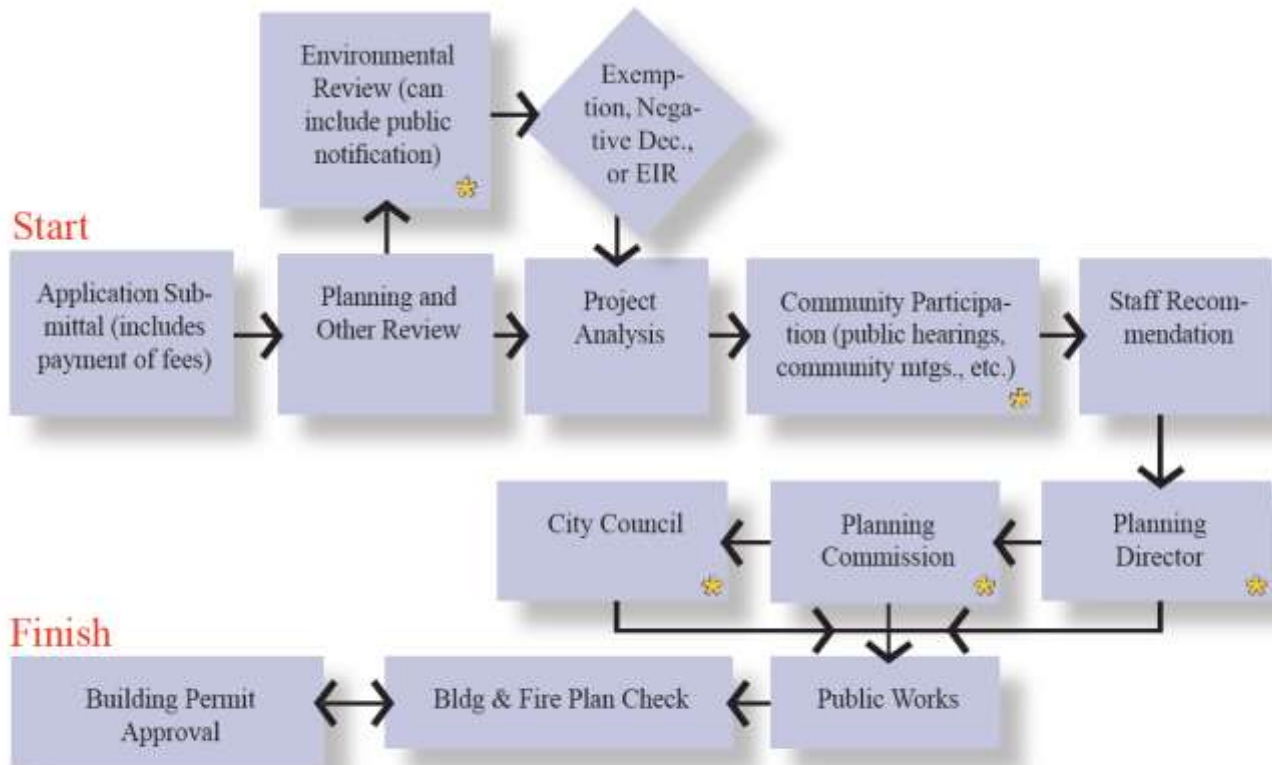 Environmental
Review (can
include public
notification)
Exemp-
tion, Nega-
tive Dec.,
or EIR
Start
Application Sub-
mittal (includes
payment of fees)
Planning and
Other Review
Project
Analysis
Community Participa-
tion (public hearings,
community mtgs., etc.)
Staff Recom-
mendation
City Council
Planning
Commission
Planning
Director
Finish
Building Permit
Approval
Bldg & Fire Plan Check
Public Works